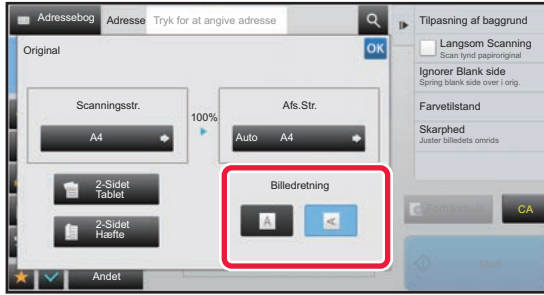 Adressebog
Adresse
Tryk for at angive adresse
Original
OK
Scanningsstr.
A4
100%
Afs.Str.
Auto A4
2-Sidet
Tablet
2-Sidet
Hæfte
Billedretning
A
A
Andet
Tilpasning af baggrund
Langsom Scanning
Scan tynd papiroriginal
Ignorer Blank side
Spring blank side over i orig.
Farvetilstand
Skarphed
Juster billedets omrids
CA
Start